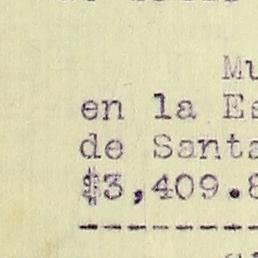 Mu
en la Es
de Santa
$3,409.8